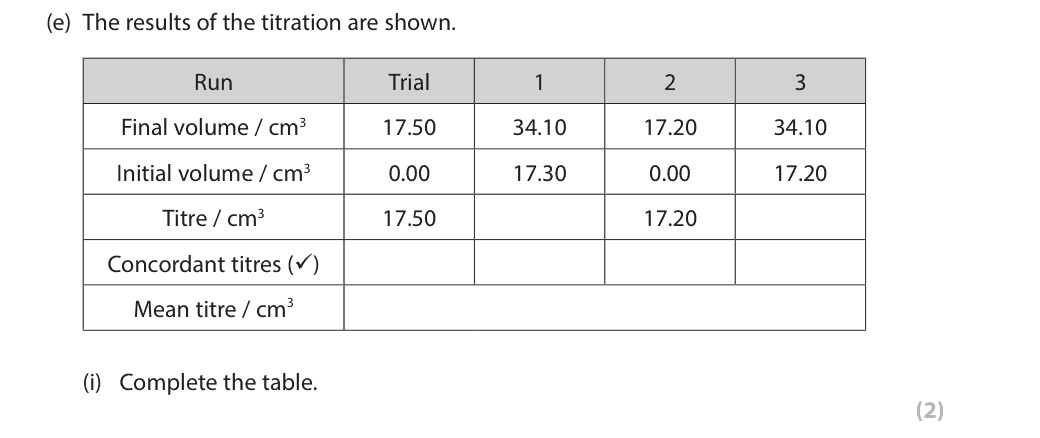 (e) The results of the titration are shown.
Run Trial 1 2 3
Final volume / cm³ 17.50 34.10 17.20 34.10
Initial volume / cm³ 0.00 17.30 0.00 17.20
Titre / cm³ 17.50 17.20
Concordant titres (✓)
Mean titre / cm³
(i) Complete the table.
(2)